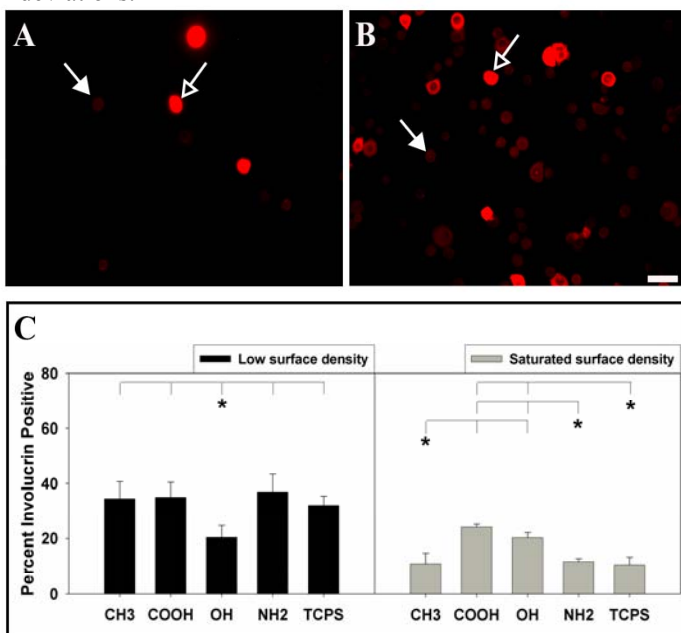 A
B
C
Low surface density
Saturated surface density
Percent Involucrin Positive
80
60
40
20
0
*
*
*
*
CH3 COOH OH NH2 TCPS
CH3 COOH OH NH2 TCPS